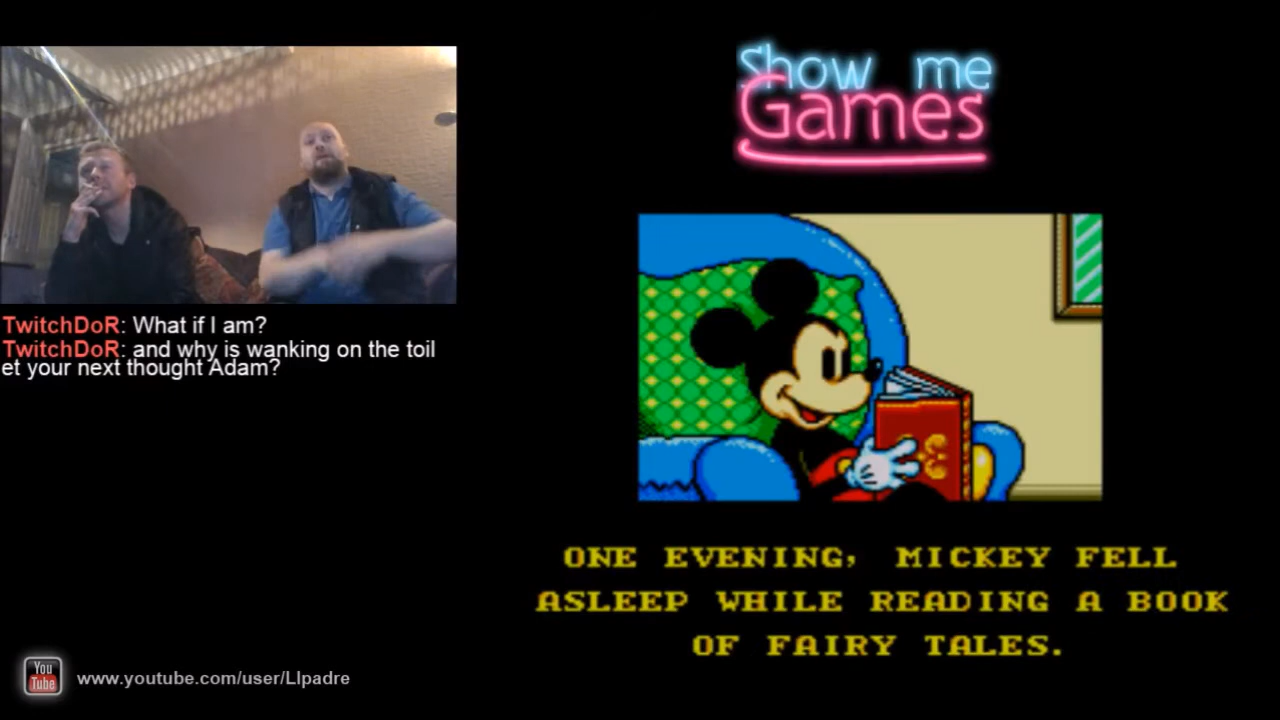 Show me
Games
TwitchDoR: What if I am?
TwitchDoR: and why is wanking on the toil
et your next thought Adam?
ONE EVENING, MICKEY FELL
ASLEEP WHILE READING A BOOK
OF FAIRY TALES.
You
Tube
www.youtube.com/user/LIpadre